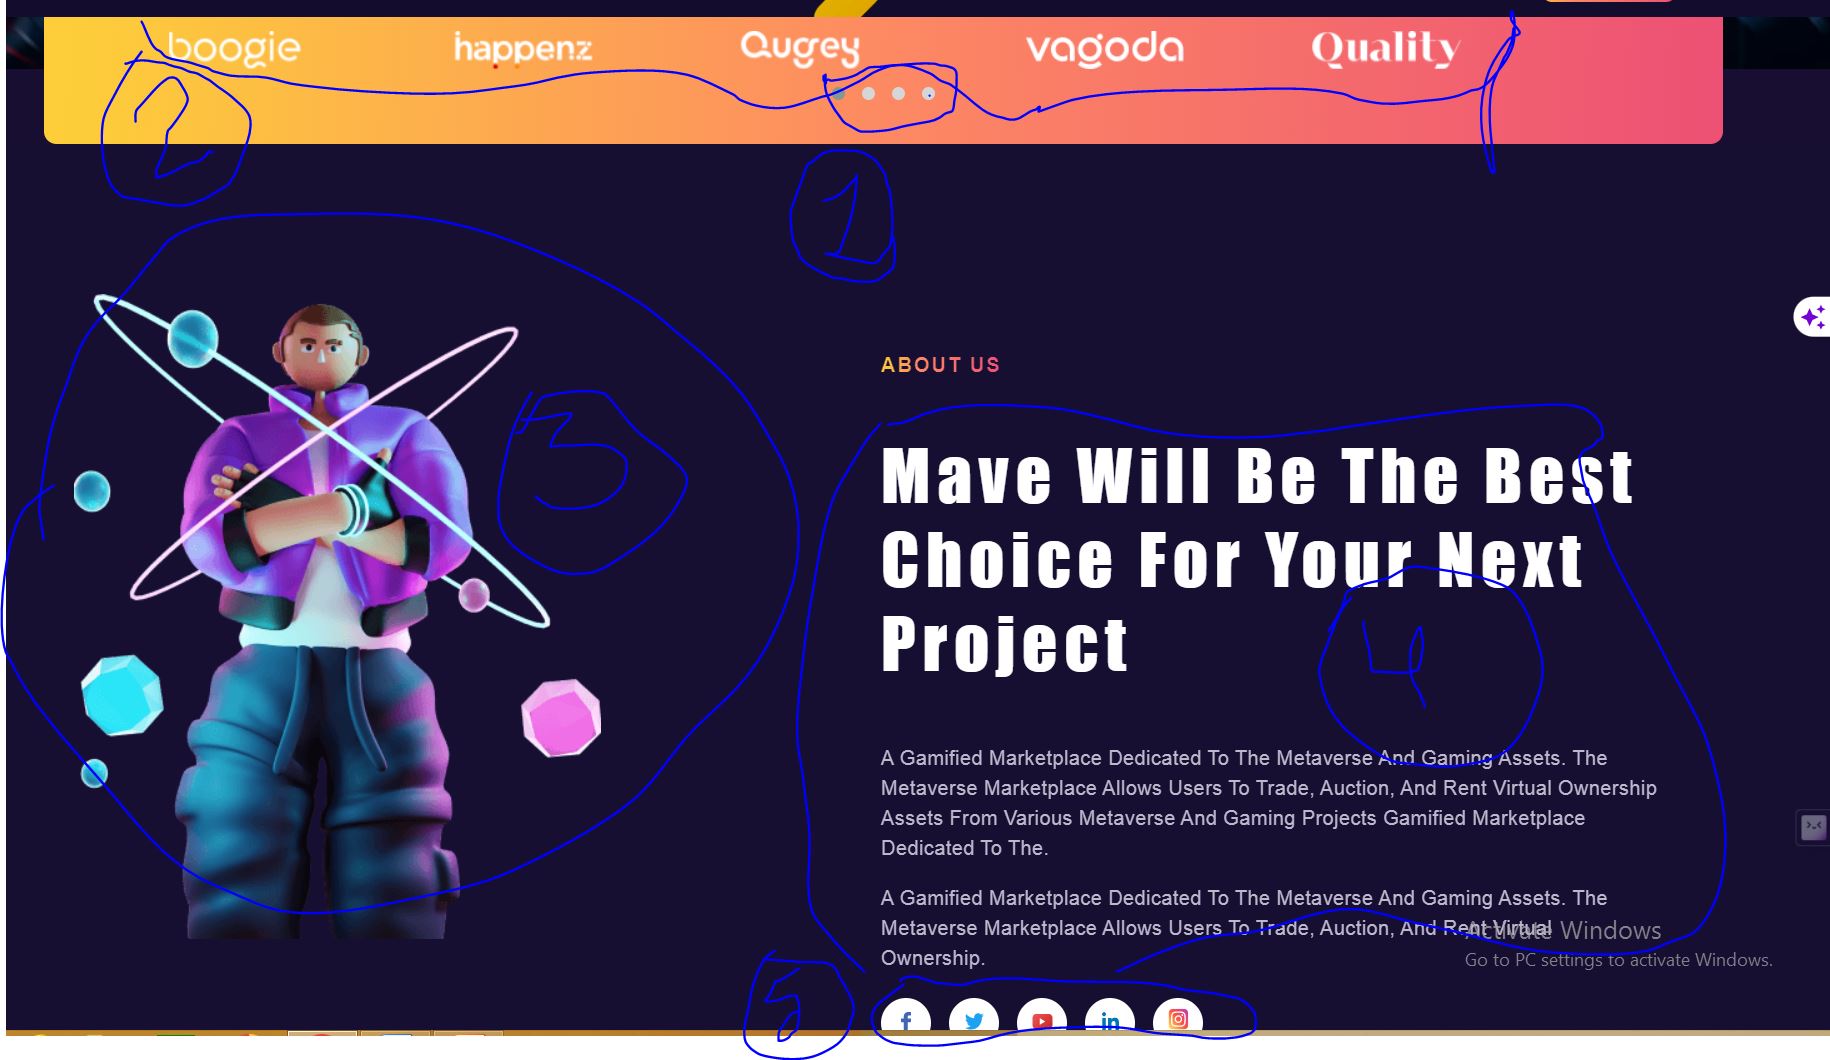 boogie happenz Qugrey vagoda Quality
2
1
3
ABOUT US
Mave Will Be The Best
Choice For Your Next
Project
4
A Gamified Marketplace Dedicated To The Metaverse And Gaming Assets. The
Metaverse Marketplace Allows Users To Trade, Auction, And Rent Virtual Ownership
Assets From Various Metaverse And Gaming Projects Gamified Marketplace
Dedicated To The.
A Gamified Marketplace Dedicated To The Metaverse And Gaming Assets. The
Metaverse Marketplace Allows Users To Trade, Auction, And Rent Virtual
Ownership.
Activate Windows
Go to PC settings to activate Windows.
5
f in